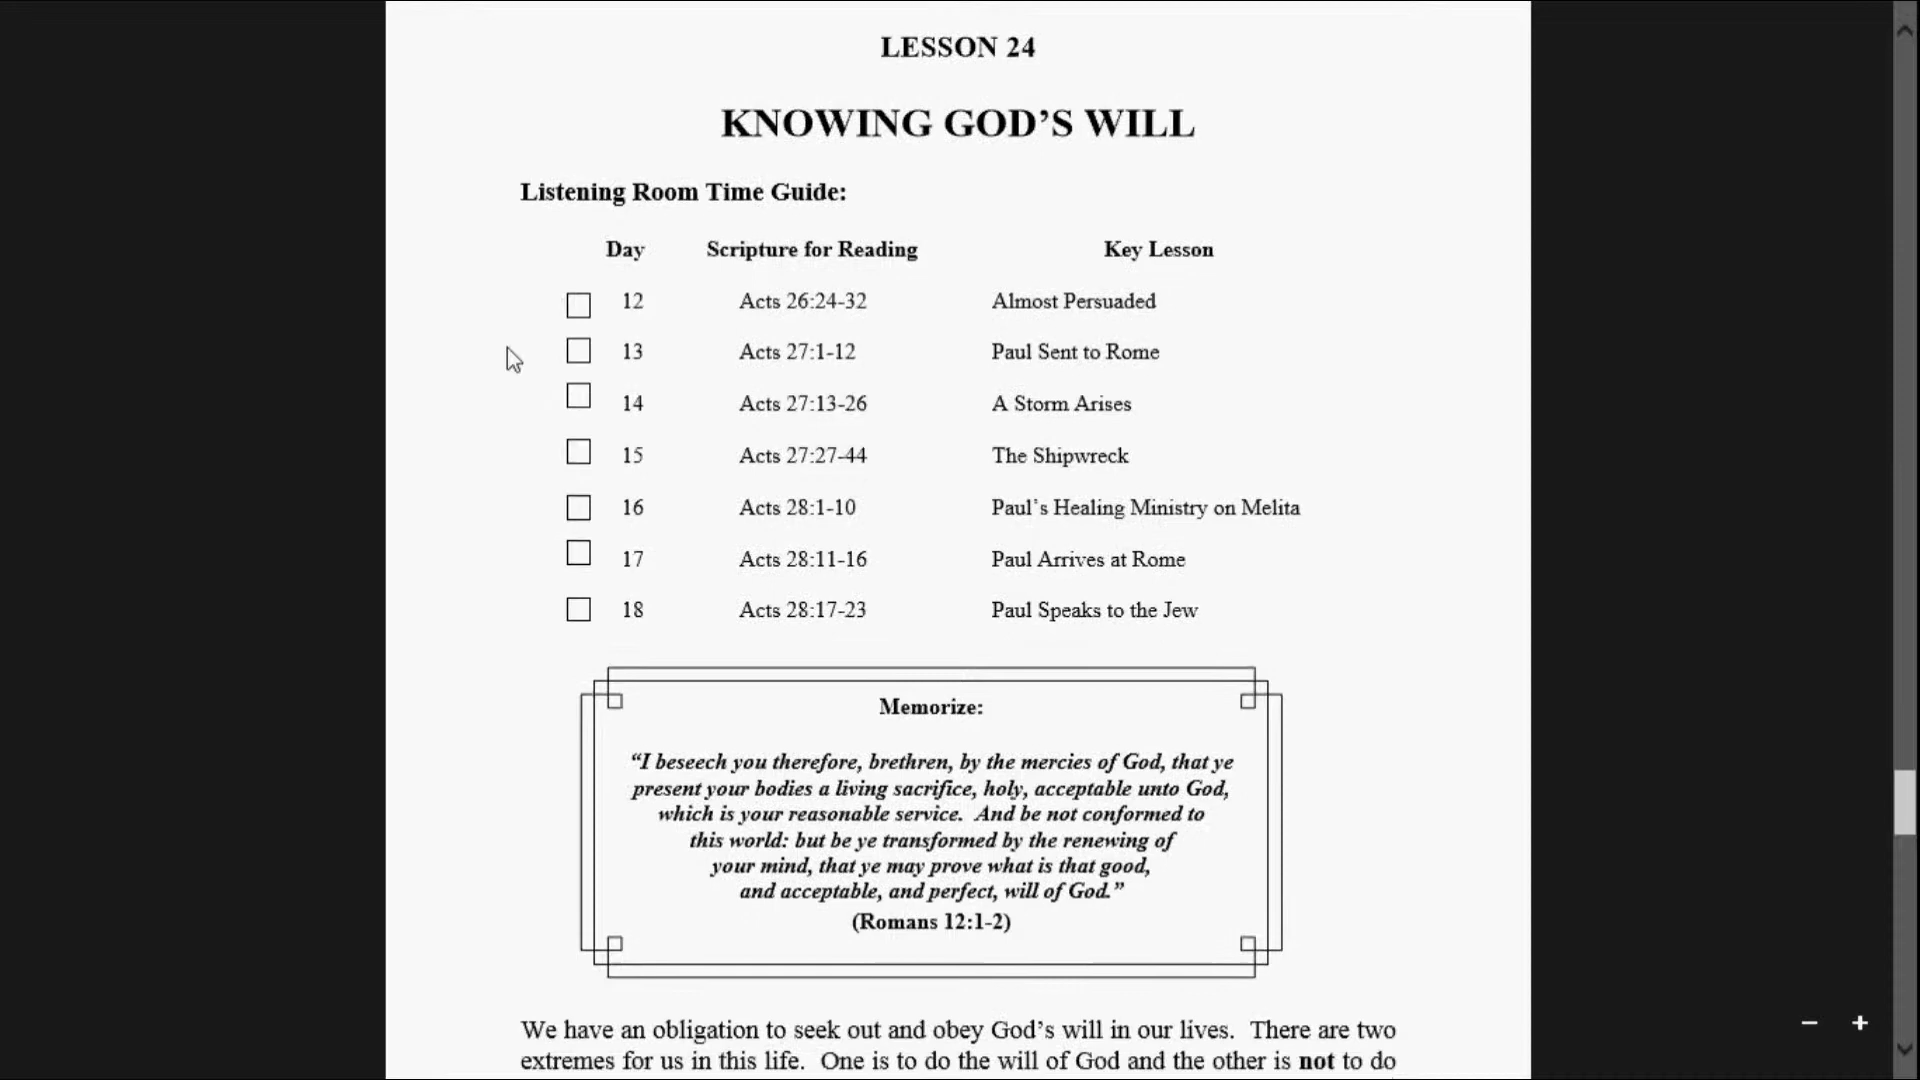 LESSON 24
KNOWING GOD’S WILL
Listening Room Time Guide:
Day Scripture for Reading Key Lesson
12 Acts 26:24-32 Almost Persuaded
13 Acts 27:1-12 Paul Sent to Rome
14 Acts 27:13-26 A Storm Arises
15 Acts 27:27-44 The Shipwreck
16 Acts 28:1-10 Paul’s Healing Ministry on Melita
17 Acts 28:11-16 Paul Arrives at Rome
18 Acts 28:17-23 Paul Speaks to the Jew
Memorize:
“I beseech you therefore, brethren, by the mercies of God, that ye
present your bodies a living sacrifice, holy, acceptable unto God,
which is your reasonable service.  And be not conformed to
this world: but be ye transformed by the renewing of
your mind, that ye may prove what is that good,
and acceptable, and perfect, will of God.”
(Romans 12:1-2)
We have an obligation to seek out and obey God’s will in our lives.  There are two
extremes for us in this life.  One is to do the will of God and the other is not to do